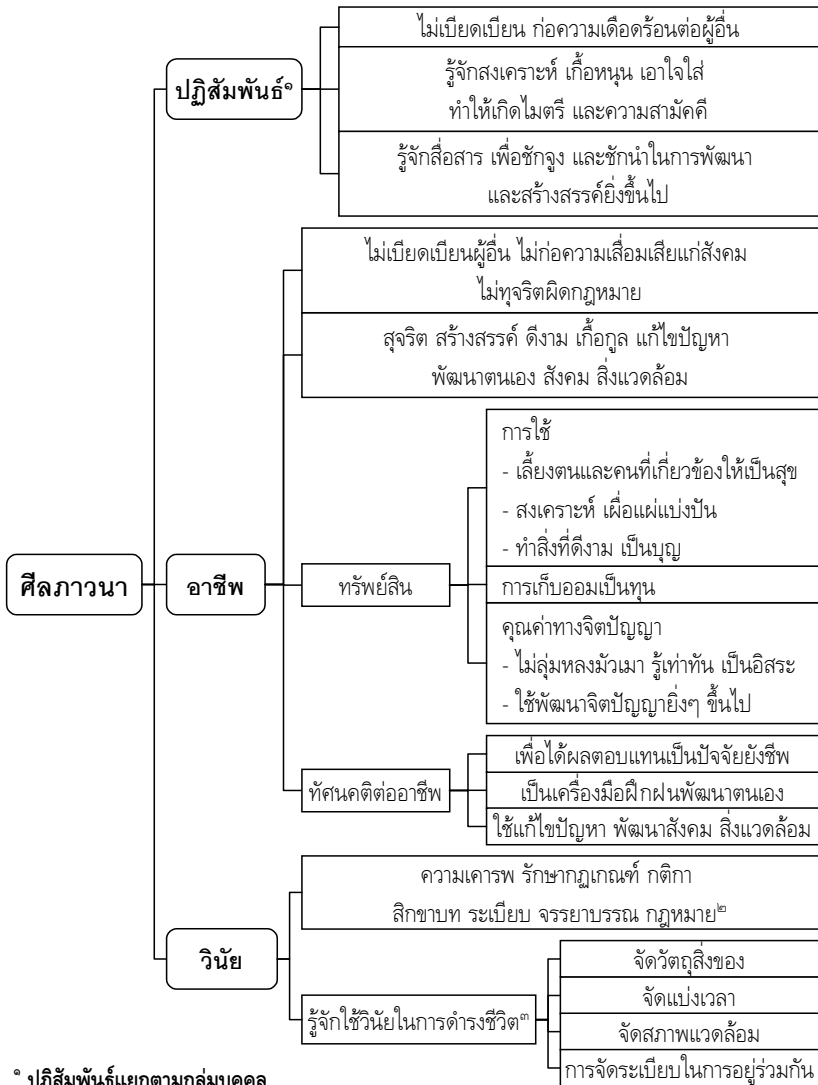 ไม่เบียดเบียน ก่อความเดือดร้อนต่อผู้อื่น
ปฏิสัมพันธ์๑
รู้จักสงเคราะห์ เกื้อหนุน เอาใจใส่
ทำให้เกิดไมตรี และความสามัคคี
รู้จักสื่อสาร เพื่อชักจูง และชักนำในการพัฒนา
และสร้างสรรค์ยิ่งขึ้นไป
ไม่เบียดเบียนผู้อื่น ไม่ก่อความเสื่อมเสียแก่สังคม
ไม่ทุจริตผิดกฎหมาย
สุจริต สร้างสรรค์ ดีงาม เกื้อกูล แก้ไขปัญหา
พัฒนาตนเอง สังคม สิ่งแวดล้อม
ศีลภาวนา
อาชีพ
ทรัพย์สิน
การใช้
- เลี้ยงตนและคนที่เกี่ยวข้องให้เป็นสุข
- สงเคราะห์ เผื่อแผ่แบ่งปัน
- ทำสิ่งที่ดีงาม เป็นบุญ
การเก็บออมเป็นทุน
คุณค่าทางจิตปัญญา
- ไม่ลุ่มหลงมัวเมา รู้เท่าทัน เป็นอิสระ
- ใช้พัฒนาจิตปัญญายิ่งๆ ขึ้นไป
ทัศนคติต่ออาชีพ
เพื่อได้ผลตอบแทนเป็นปัจจัยยังชีพ
เป็นเครื่องมือฝึกฝนพัฒนาตนเอง
ใช้แก้ไขปัญหา พัฒนาสังคม สิ่งแวดล้อม
วินัย
ความเคารพ รักษากฏเกณฑ์ กติกา
สิกขาบท ระเบียบ จรรยาบรรณ กฎหมาย๒
รู้จักใช้วินัยในการดำรงชีวิต๓
จัดวัตถุสิ่งของ
จัดแบ่งเวลา
จัดสภาพแวดล้อม
การจัดระเบียบในการอยู่ร่วมกัน
๑ ปฏิสัมพันธ์แยกตามกลุ่มบุคคล